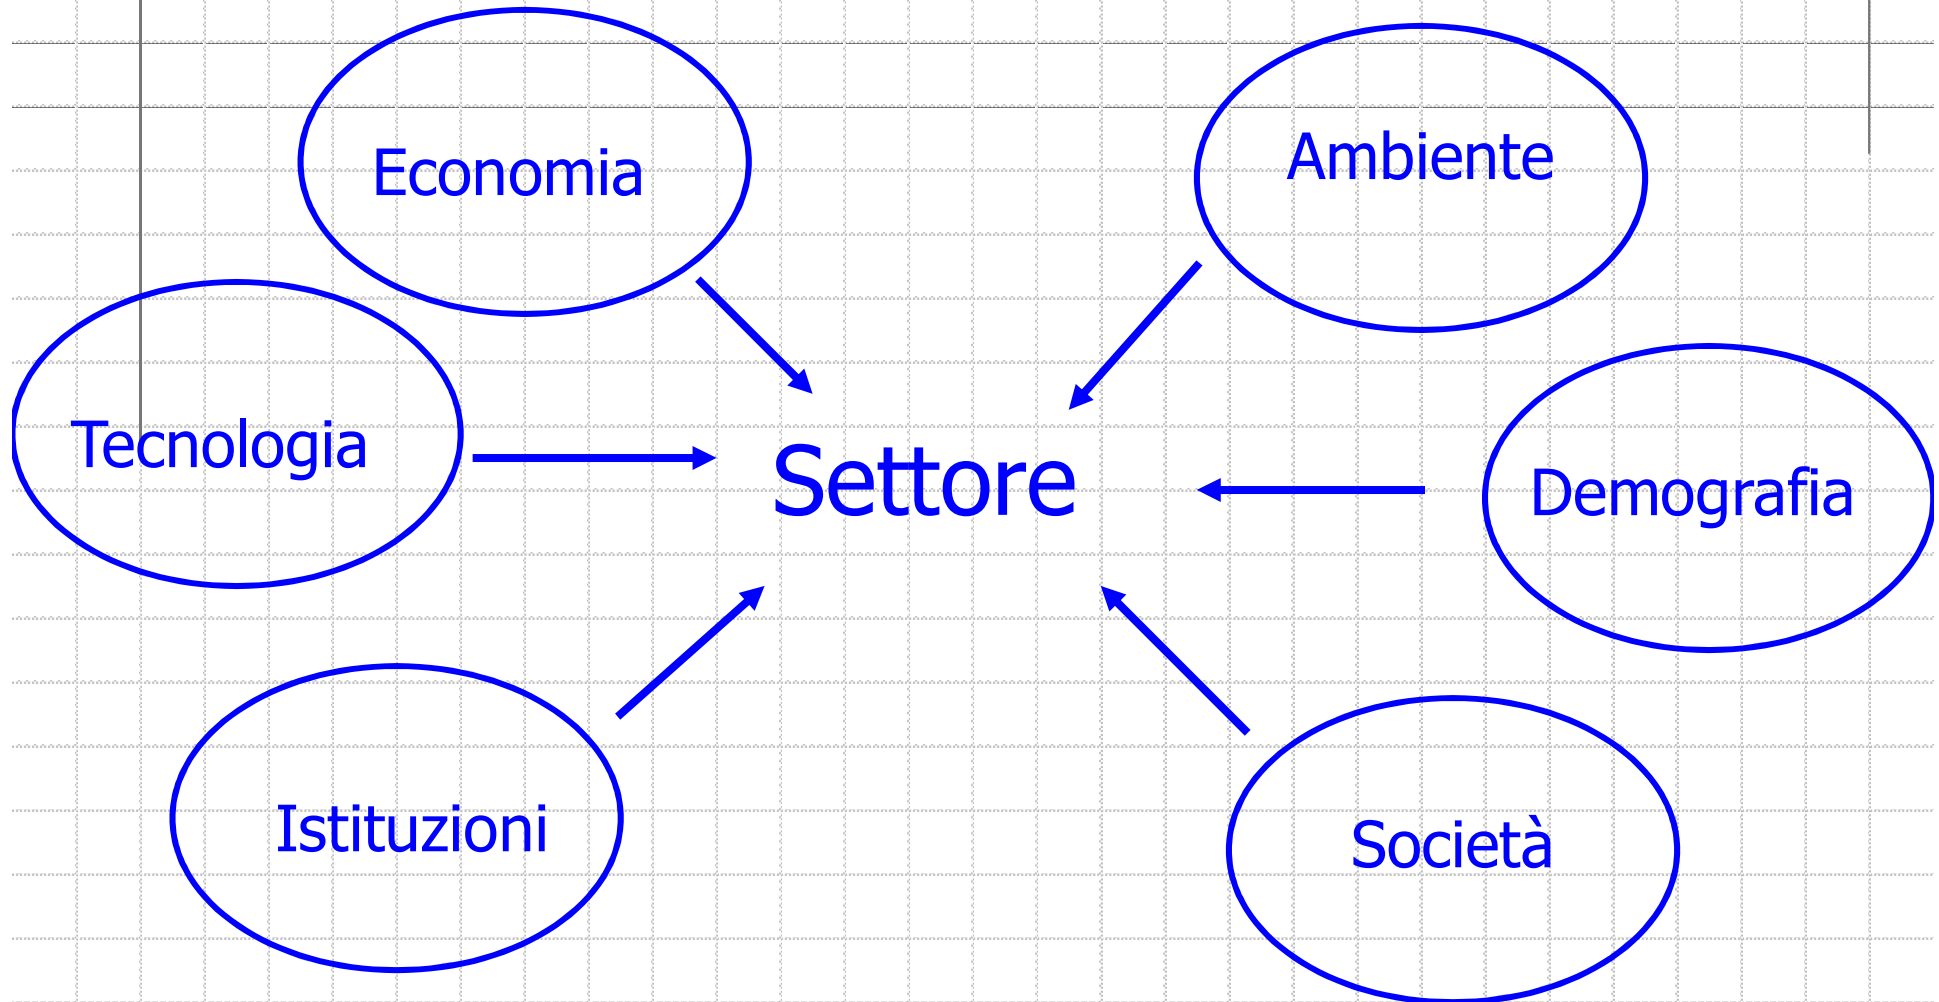 Economia
Ambiente
Tecnologia
Settore
Demografia
Istituzioni
Società